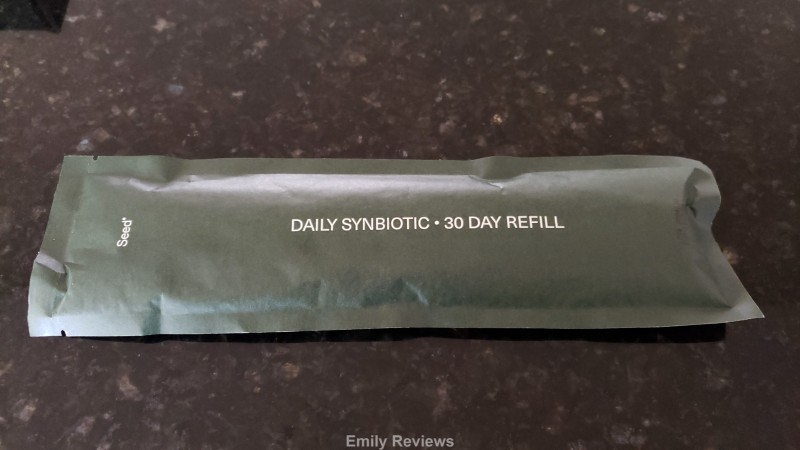 Seed*
DAILY SYNBIOTIC • 30 DAY REFILL
Emily Reviews